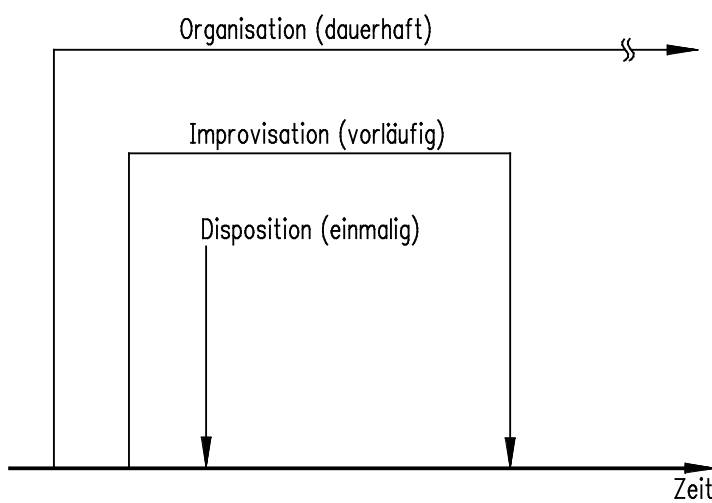 Organisation (dauerhaft)
Improvisation (vorläufig)
Disposition (einmalig)
Zeit